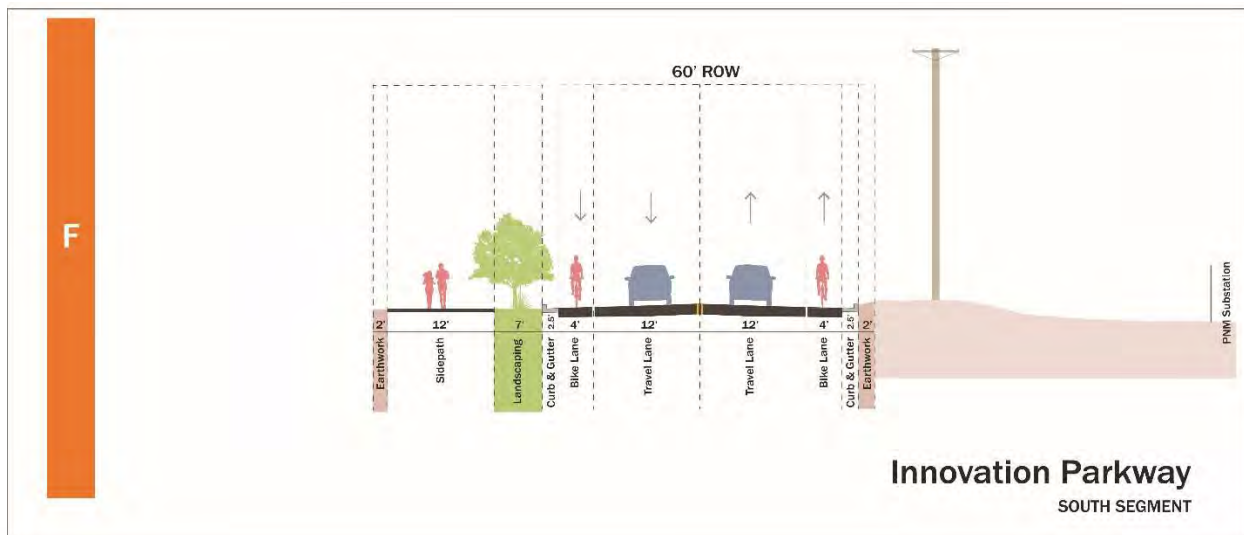 F
60' ROW
2'
12'
7'
2.5'
4'
12'
12'
4'
2.5'
2'
Earthwork
Sidepath
Landscaping
Curb & Gutter
Bike Lane
Travel Lane
Travel Lane
Bike Lane
Curb & Gutter
Earthwork
PNM Substation
Innovation Parkway
SOUTH SEGMENT